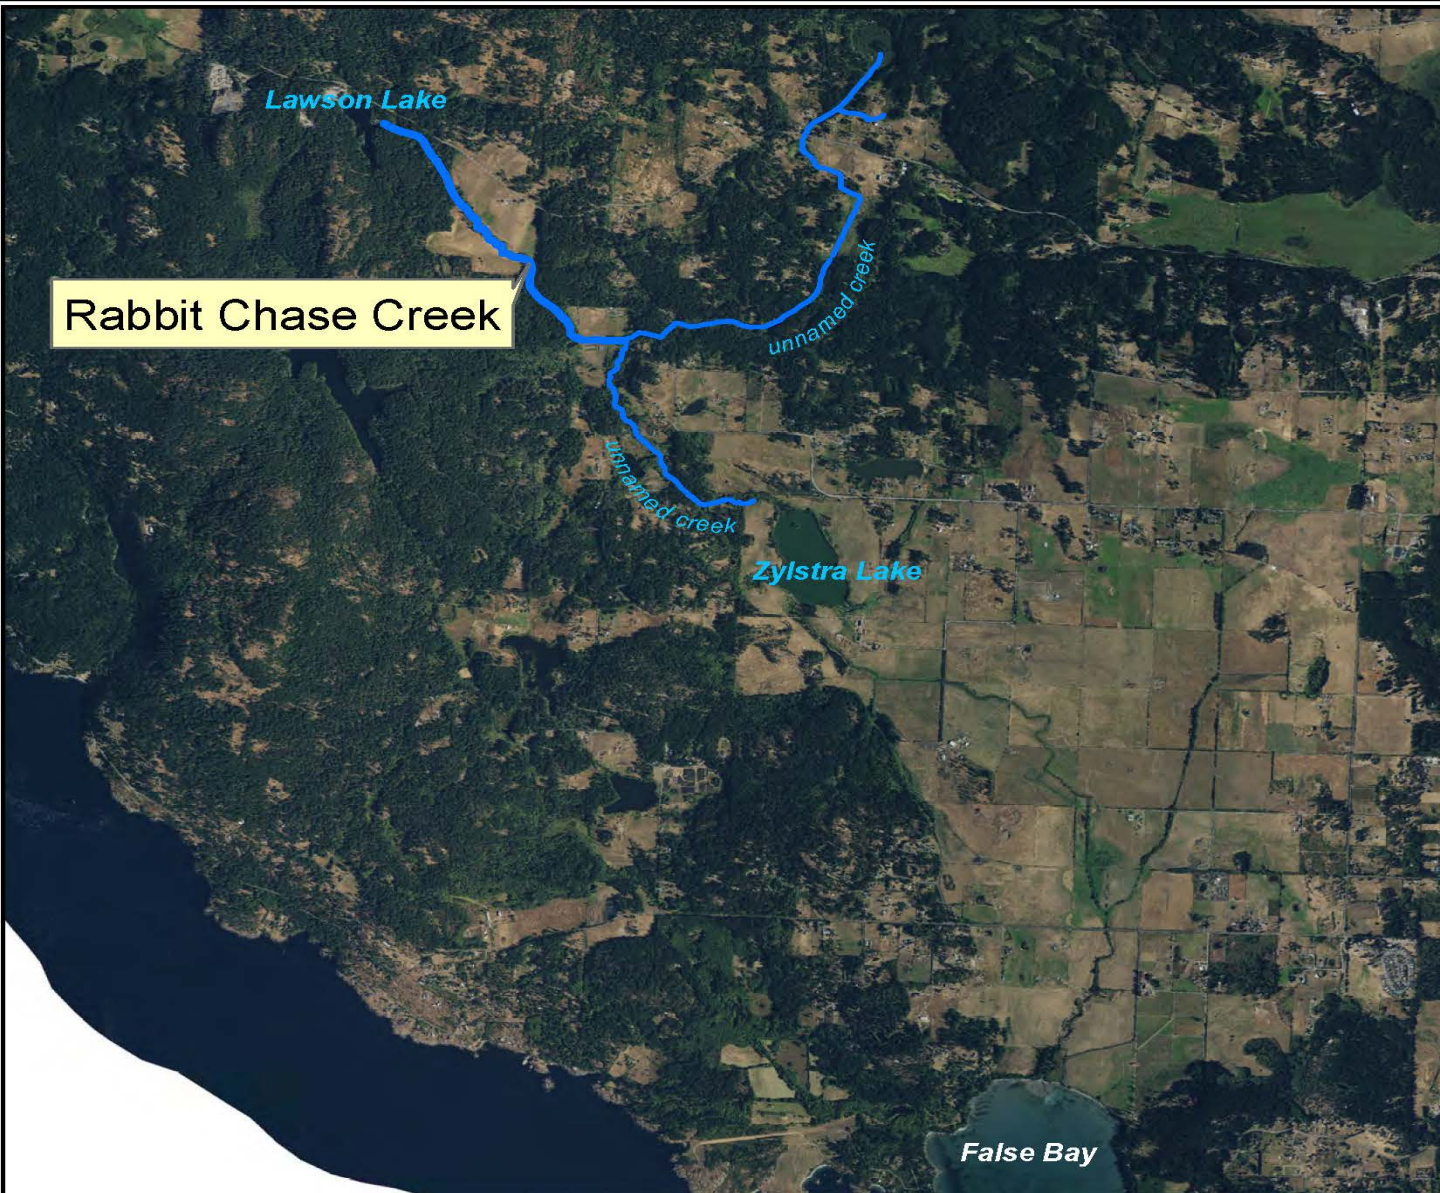 Lawson Lake
Rabbit Chase Creek
unnamed creek
unnamed creek
Zylstra Lake
False Bay